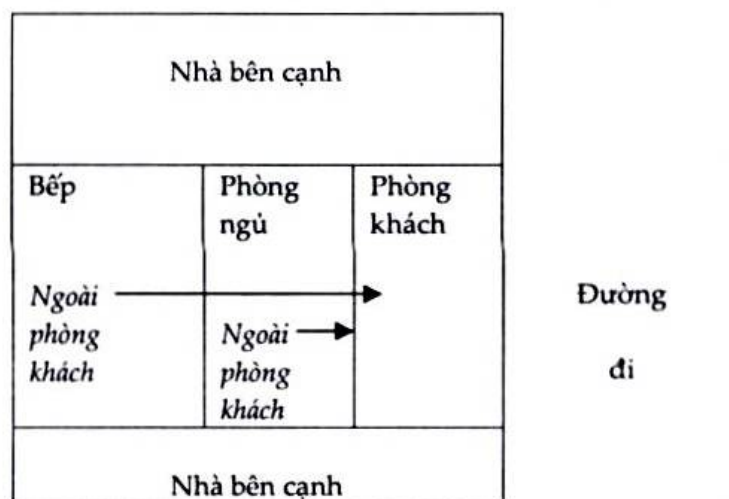 Nhà bên cạnh
Bếp
Phòng
ngủ
Phòng
khách
Ngoài
phòng
khách
Ngoài
phòng
khách
Đường
đi
Nhà bên cạnh